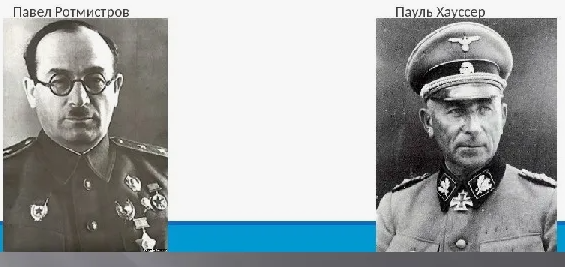 Павел Ротмистров
Пауль Хауссер